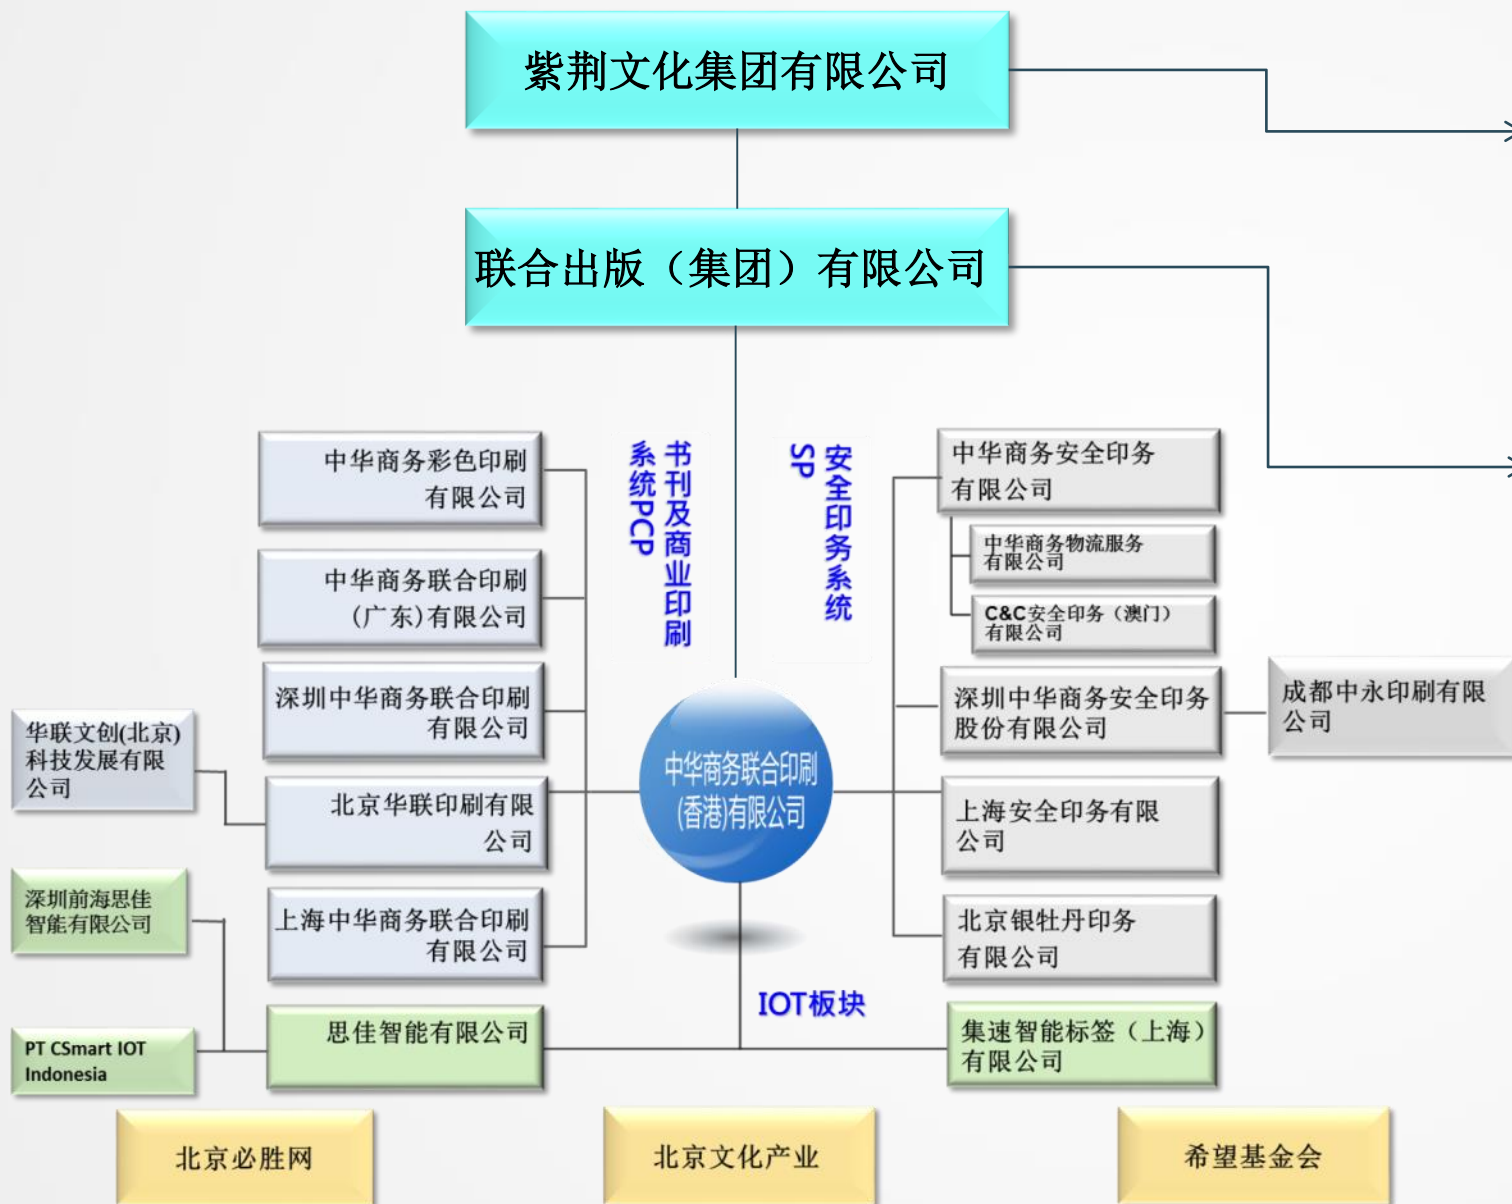 紫荆文化集团有限公司
联合出版（集团）有限公司
书刊及商业印刷
系统PCP
安全印务系统
SP
中华商务彩色印刷
有限公司
中华商务联合印刷
(广东)有限公司
深圳中华商务联合印刷
有限公司
北京华联印刷有限
公司
上海中华商务联合印刷
有限公司
思佳智能有限公司
华联文创(北京)
科技发展有限
公司
深圳前海思佳
智能有限公司
PT CSmart IOT
Indonesia
中华商务联合印刷
(香港)有限公司
IOT板块
中华商务安全印务
有限公司
中华商务物流服务
有限公司
C&C安全印务（澳门）
有限公司
深圳中华商务安全印务
股份有限公司
成都中永印刷有限
公司
上海安全印务有限
公司
北京银牡丹印务
有限公司
集速智能标签（上海）
有限公司
北京必胜网
北京文化产业
希望基金会